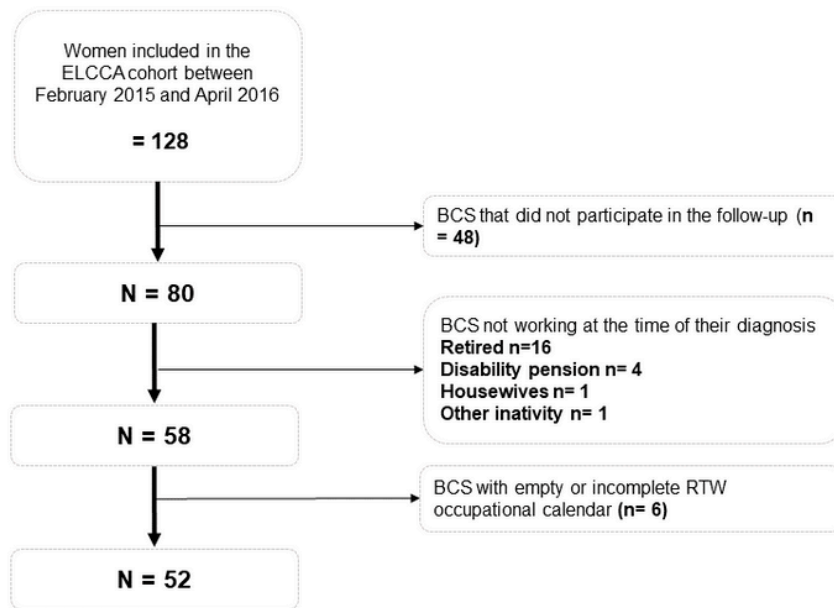 Women included in the
ELCCA cohort between
February 2015 and April 2016
= 128
BCS that did not participate in the follow-up (n
= 48)
N = 80
BCS not working at the time of their diagnosis
Retired n=16
Disability pension n= 4
Housewives n= 1
Other inativity n= 1
N = 58
BCS with empty or incomplete RTW
occupational calendar (n= 6)
N = 52